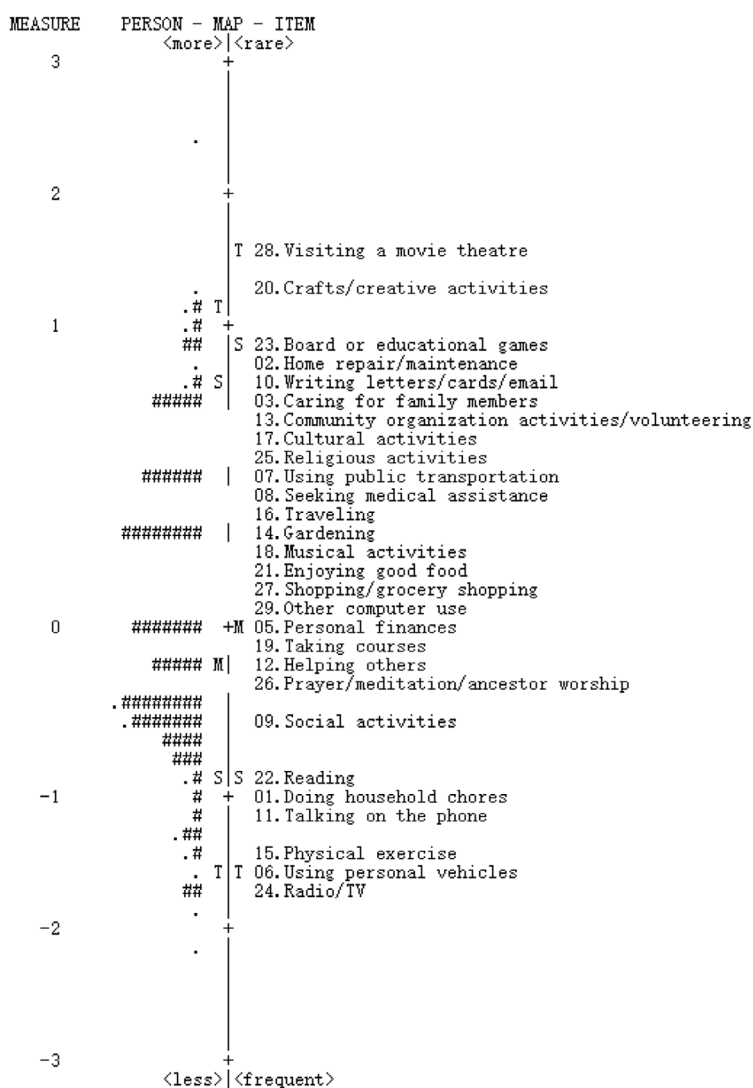 MEASURE PERSON - MAP - ITEM
<more>|<rare>
3 +
|
|
|
|
|
. |
|
|
|
2 +
|
|
|T 28.Visiting a movie theatre
|
. | 20.Crafts/creative activities
.# T|
1 .# +
## |S 23.Board or educational games
. | 02.Home repair/maintenance
.# S| 10.Writing letters/cards/email
##### | 03.Caring for family members
13.Community organization activities/volunteering
17.Cultural activities
25.Religious activities
###### | 07.Using public transportation
08.Seeking medical assistance
16.Traveling
######## | 14.Gardening
18.Musical activities
21.Enjoying good food
27.Shopping/grocery shopping
29.Other computer use
0 ####### +M 05.Personal finances
19.Taking courses
##### M| 12.Helping others
26.Prayer/meditation/ancestor worship
.######## |
.####### | 09.Social activities
#### |
### |
.# S|S 22.Reading
-1 # + 01.Doing household chores
# | 11.Talking on the phone
.## |
.# | 15.Physical exercise
. T|T 06.Using personal vehicles
## | 24.Radio/TV
. |
-2 +
. |
|
|
|
|
|
-3 +
<less>|<frequent>